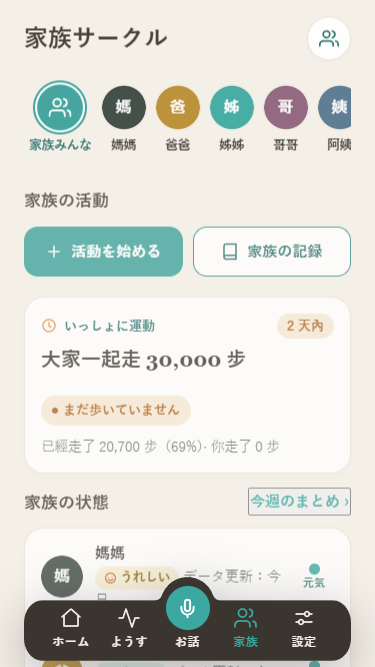 家族サークル
媽 爸 姊 哥 姨
家族みんな 媽媽 爸爸 姊姊 哥哥 阿姨
家族の活動
＋ 活動を始める 家族の記録
いっしょに運動 2 天內
大家一起走 30,000 步
まだ歩いていません
已經走了 20,700 步（69%）· 你走了 0 步
家族の状態 今週のまとめ ›
媽媽
媽 うれしい データ更新：今 元気
ホーム ようす お話 家族 設定